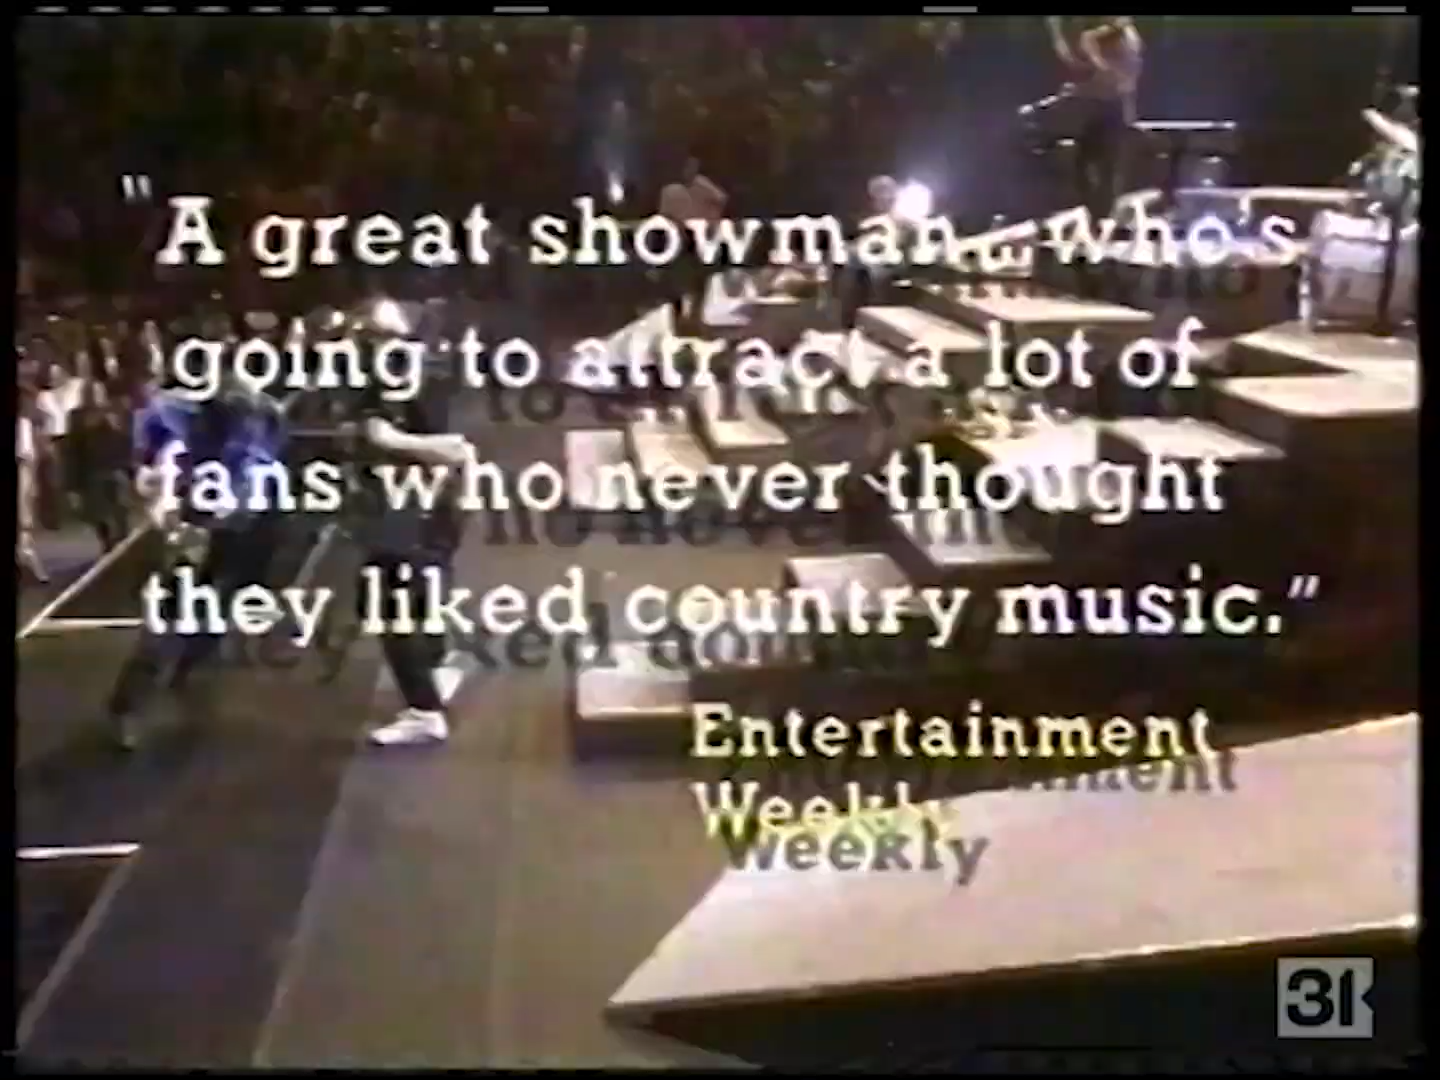 "A great showman... who's
going to attract a lot of
fans who never thought
they liked country music."
Entertainment
Weekly
31